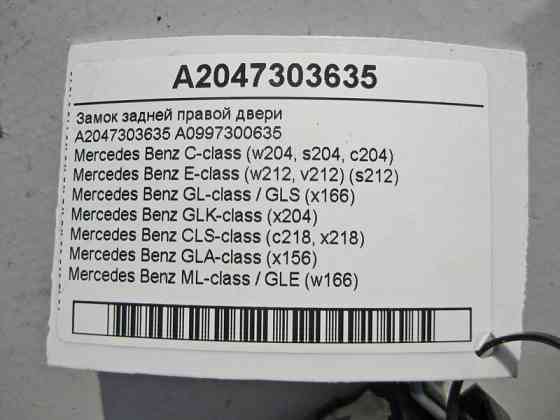 A2047303635
Замок задней правой двери
A2047303635 A0997300635
Mercedes Benz C-class (w204, s204, c204)
Mercedes Benz E-class (w212, v212) (s212)
Mercedes Benz GL-class / GLS (x166)
Mercedes Benz GLK-class (x204)
Mercedes Benz CLS-class (c218, x218)
Mercedes Benz GLA-class (x156)
Mercedes Benz ML-class / GLE (w166)